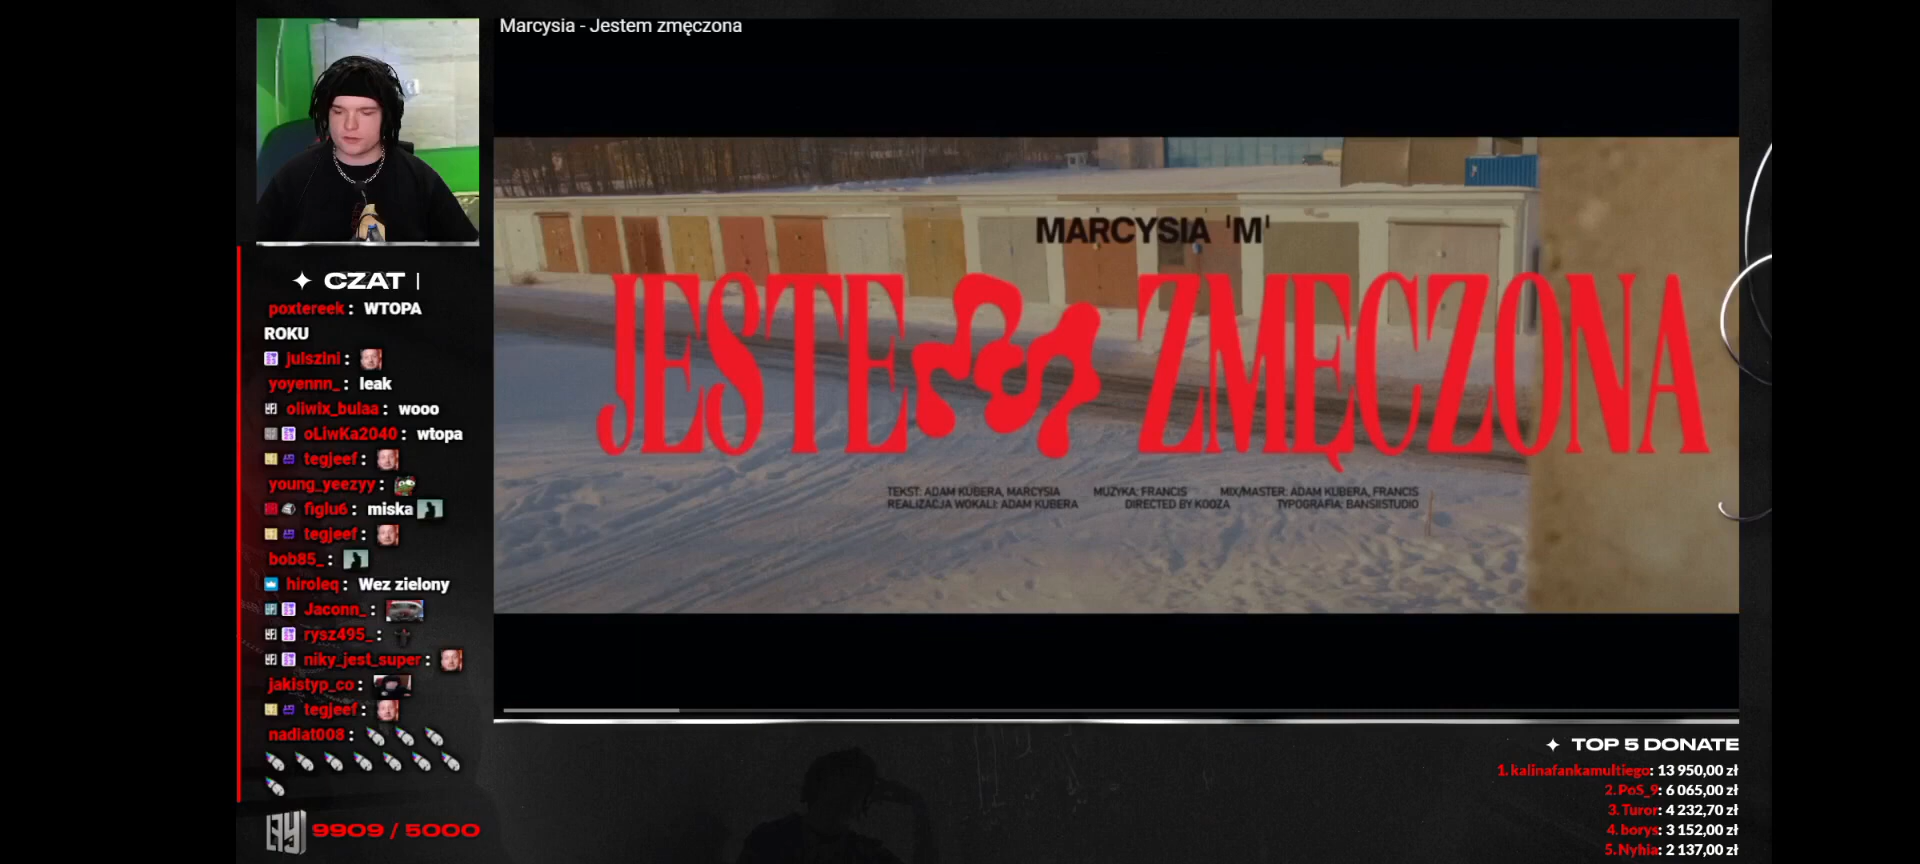 Marcysia - Jestem zmęczona
✦ CZAT |
poxtereek : WTOPA
ROKU
julszini :
yoyennn_ : leak
oliwix_bulaa : wooo
oLiwKa2040 : wtopa
tegjeef :
young_yeezyy :
figlu6 : miska
tegjeef :
bob85_ :
hiroleq : Wez zielony
Jaconn_ :
rysz495_ :
niky_jest_super :
jakistyp_co :
tegjeef :
nadiat008 :
9909 / 5000
MARCYSIA 'M'
JESTEM ZMĘCZONA
TEKST: ADAM KUBERA, MARCYSIA MUZYKA: FRANCIS MIX/MASTER: ADAM KUBERA, FRANCIS
REALIZACJA WOKALI: ADAM KUBERA DIRECTED BY KOOZA TYPOGRAFIA: BANSIISTUDIO
✦ TOP 5 DONATE
1. kalinafankamultiego: 13 950,00 zł
2. PoS_9: 6 065,00 zł
3. Turor: 4 232,70 zł
4. borys: 3 152,00 zł
5. Nyhia: 2 137,00 zł